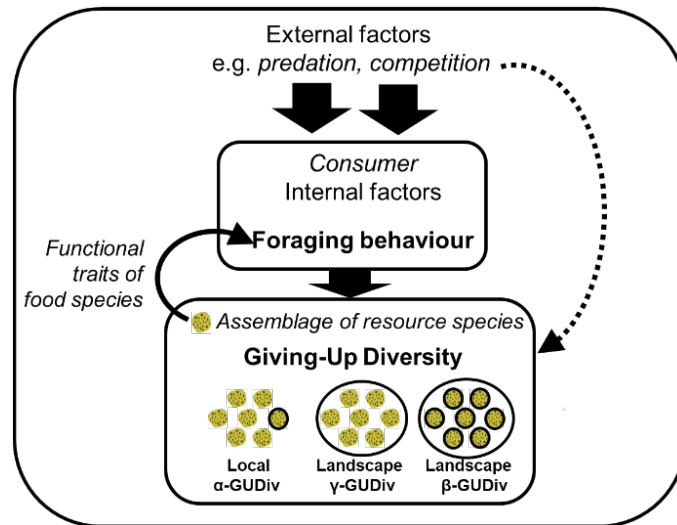 External factors
e.g. predation, competition
Consumer
Internal factors
Foraging behaviour
Functional
traits of
food species
Assemblage of resource species
Giving-Up Diversity
Local
α-GUDiv
Landscape
γ-GUDiv
Landscape
β-GUDiv